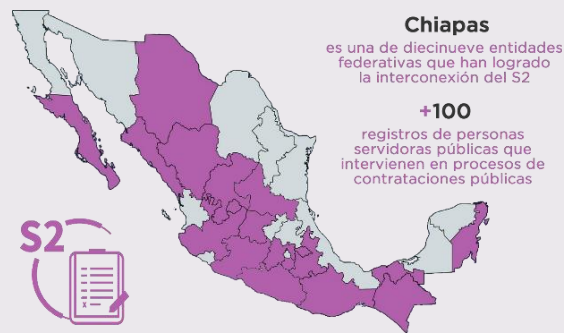 Chiapas
es una de diecinueve entidades
federativas que han logrado
la interconexión del S2
+100
registros de personas
servidoras públicas que
intervienen en procesos de
contrataciones públicas
S2